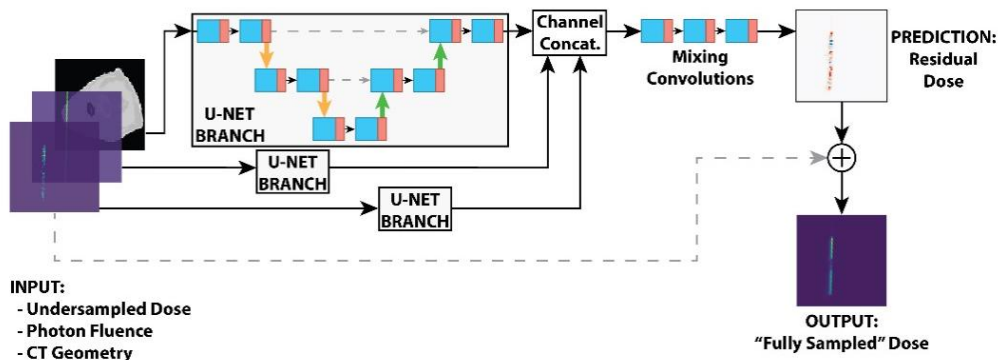 U-NET
BRANCH
Channel
Concat.
Mixing
Convolutions
PREDICTION:
Residual
Dose
U-NET
BRANCH
U-NET
BRANCH
INPUT:
- Undersampled Dose
- Photon Fluence
- CT Geometry
OUTPUT:
“Fully Sampled” Dose